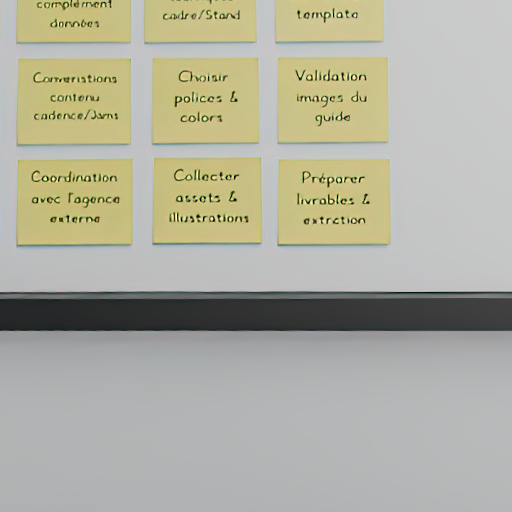 complément
données
cadre/Stand
template
Conversistions
contenu
cadence/Jams
Choisir
polices &
colors
Validation
images du
guide
Coordination
avec l'agence
externe
Collecter
assets &
illustrations
Préparer
livrables &
extrction